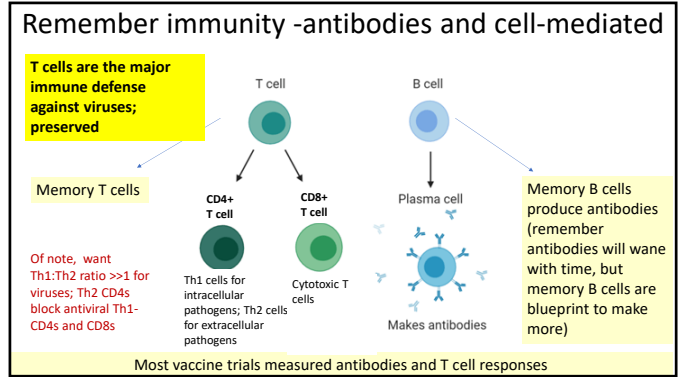 Remember immunity -antibodies and cell-mediated
T cells are the major
immune defense
against viruses;
preserved
T cell
B cell
Memory T cells
CD4+
T cell
CD8+
T cell
Plasma cell
Memory B cells
produce antibodies
(remember
antibodies will wane
with time, but
memory B cells are
blueprint to make
more)
Of note, want
Th1:Th2 ratio >>1 for
viruses; Th2 CD4s
block antiviral Th1-
CD4s and CD8s
Th1 cells for
intracellular
pathogens; Th2 cells
for extracellular
pathogens
Cytotoxic T
cells
Makes antibodies
Most vaccine trials measured antibodies and T cell responses